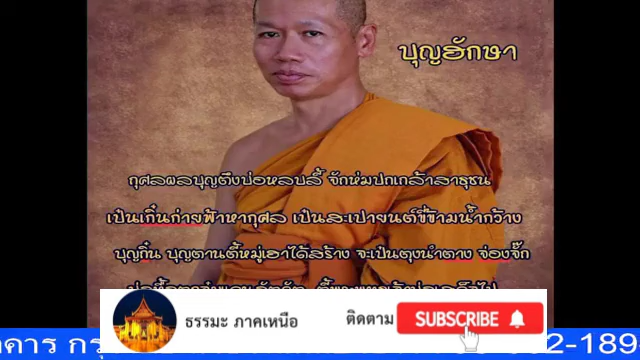 บุญฮักษา
กุศลผลบุญตึงบ่อหลบลี้ จักห่มปกเกล้าสาธุชน
เป๋นเกิ๋นก่ายฟ้าหากุศล เป๋นสะเปายนต์ขี่ข้ามน้ำกว้าง
บุญถิ่น บุญตานตี้หมู่เฮาได้สร้าง จะเป๋นตุงนำตาง จ่องจั๊ก
ธรรมะ ภาคเหนือ
ติดตาม
SUBSCRIBE
2-189